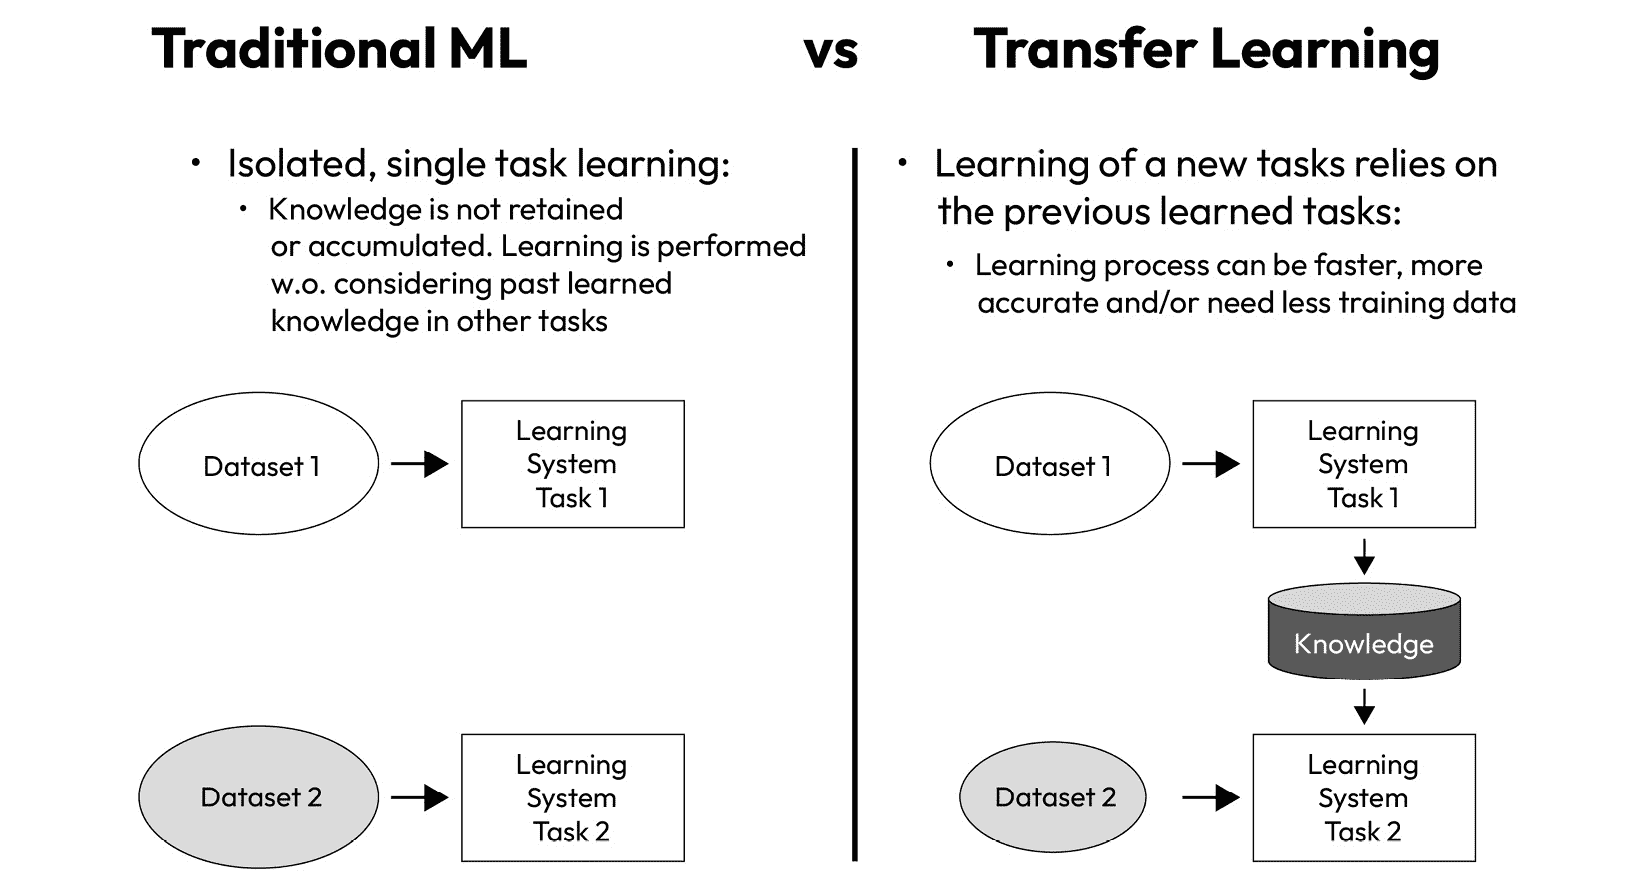 Traditional ML vs Transfer Learning
• Isolated, single task learning:
• Knowledge is not retained
or accumulated. Learning is performed
w.o. considering past learned
knowledge in other tasks
Dataset 1
Learning
System
Task 1
Dataset 2
Learning
System
Task 2
• Learning of a new tasks relies on
the previous learned tasks:
• Learning process can be faster, more
accurate and/or need less training data
Dataset 1
Learning
System
Task 1
Knowledge
Dataset 2
Learning
System
Task 2